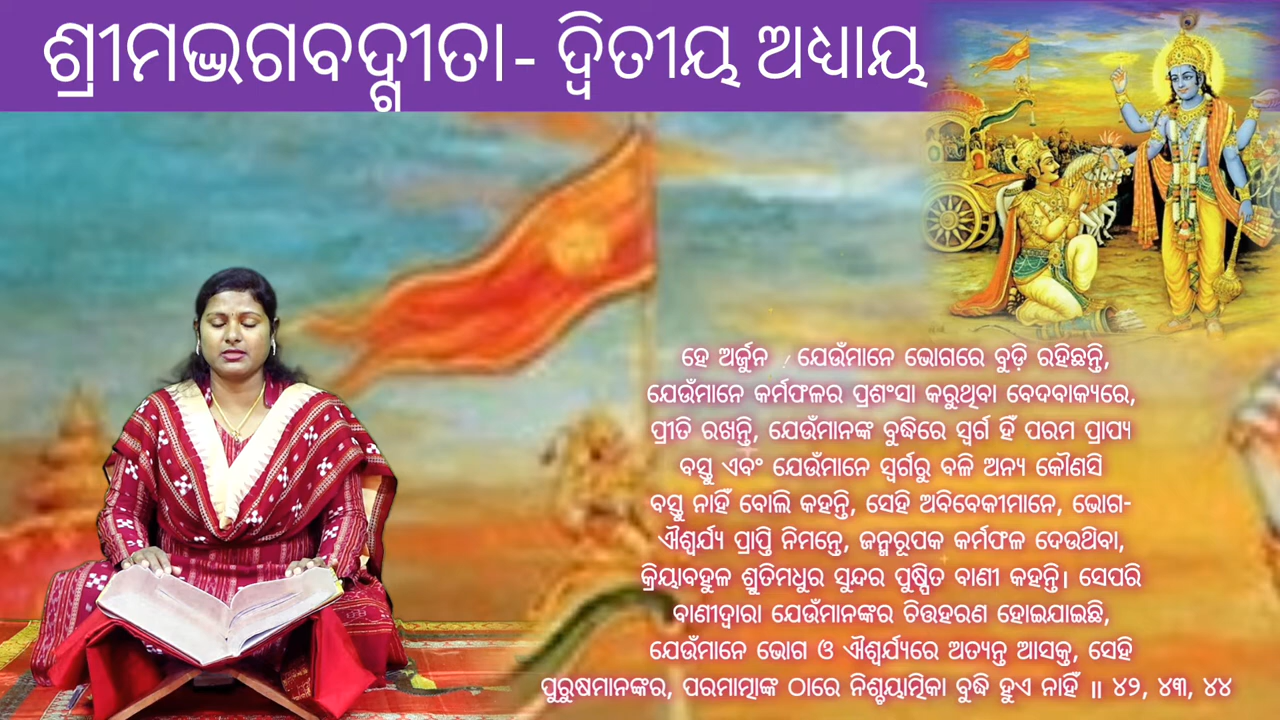 ଶ୍ରୀମଦ୍ଭଗବଦ୍ଗୀତା- ଦ୍ୱିତୀୟ ଅଧ୍ୟାୟ
ହେ ଅର୍ଜୁନ ! ଯେଉଁମାନେ ଭୋଗରେ ବୁଡ଼ି ରହିଛନ୍ତି,
ଯେଉଁମାନେ କର୍ମଫଳର ପ୍ରଶଂସା କରୁଥିବା ବେଦବାକ୍ୟରେ,
ପ୍ରୀତି ରଖନ୍ତି, ଯେଉଁମାନଙ୍କ ବୁଦ୍ଧିରେ ସ୍ୱର୍ଗ ହିଁ ପରମ ପ୍ରାପ୍ୟ
ବସ୍ତୁ ଏବଂ ଯେଉଁମାନେ ସ୍ୱର୍ଗରୁ ବଳି ଅନ୍ୟ କୌଣସି
ବସ୍ତୁ ନାହିଁ ବୋଲି କହନ୍ତି, ସେହି ଅବିବେକୀମାନେ, ଭୋଗ-
ଐଶ୍ୱର୍ଯ୍ୟ ପ୍ରାପ୍ତି ନିମନ୍ତେ, ଜନ୍ମରୂପକ କର୍ମଫଳ ଦେଉଥିବା,
କ୍ରିୟାବହୁଳ ଶ୍ରୁତିମଧୁର ସୁନ୍ଦର ପୁଷ୍ପିତ ବାଣୀ କହନ୍ତି। ସେପରି
ବାଣୀଦ୍ୱାରା ଯେଉଁମାନଙ୍କର ଚିତ୍ତହରଣ ହୋଇଯାଇଛି,
ଯେଉଁମାନେ ଭୋଗ ଓ ଐଶ୍ୱର୍ଯ୍ୟରେ ଅତ୍ୟନ୍ତ ଆସକ୍ତ, ସେହି
ପୁରୁଷମାନଙ୍କର, ପରମାତ୍ମାଙ୍କ ଠାରେ ନିଶ୍ଚୟାତ୍ମିକା ବୁଦ୍ଧି ହୁଏ ନାହିଁ ॥ ୪୨, ୪୩, ୪୪